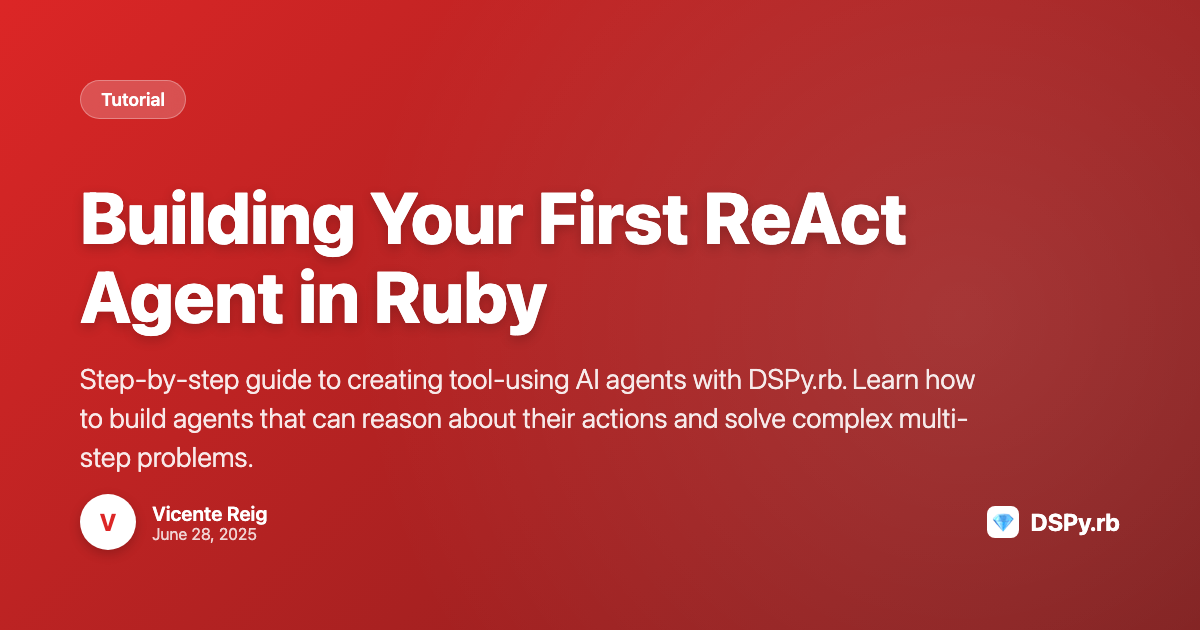 Tutorial
Building Your First ReAct
Agent in Ruby
Step-by-step guide to creating tool-using AI agents with DSPy.rb. Learn how
to build agents that can reason about their actions and solve complex multi-
step problems.
V
Vicente Reig
June 28, 2025
DSPy.rb